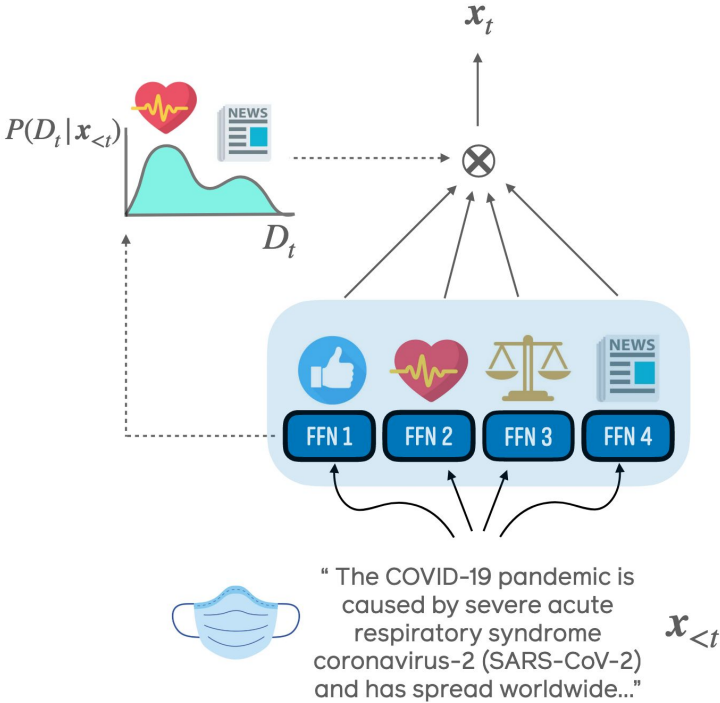 x_t
NEWS
P(D_t|x_{<t})
D_t
NEWS
FFN 1 FFN 2 FFN 3 FFN 4
“ The COVID-19 pandemic is
caused by severe acute
respiratory syndrome
coronavirus-2 (SARS-CoV-2)
and has spread worldwide...”
x_{<t}